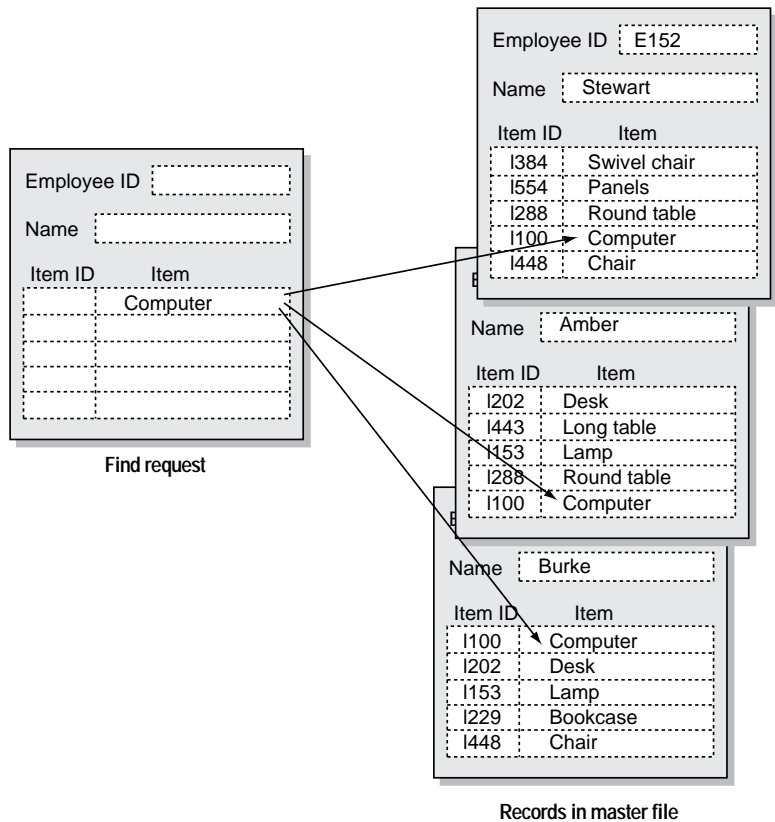 Employee ID
Name
Item ID Item
Computer
Find request
Employee ID E152
Name Stewart
Item ID Item
I384 Swivel chair
I554 Panels
I288 Round table
I100 Computer
I448 Chair
Name Amber
Item ID Item
I202 Desk
I443 Long table
I153 Lamp
I288 Round table
I100 Computer
Name Burke
Item ID Item
I100 Computer
I202 Desk
I153 Lamp
I229 Bookcase
I448 Chair
Records in master file